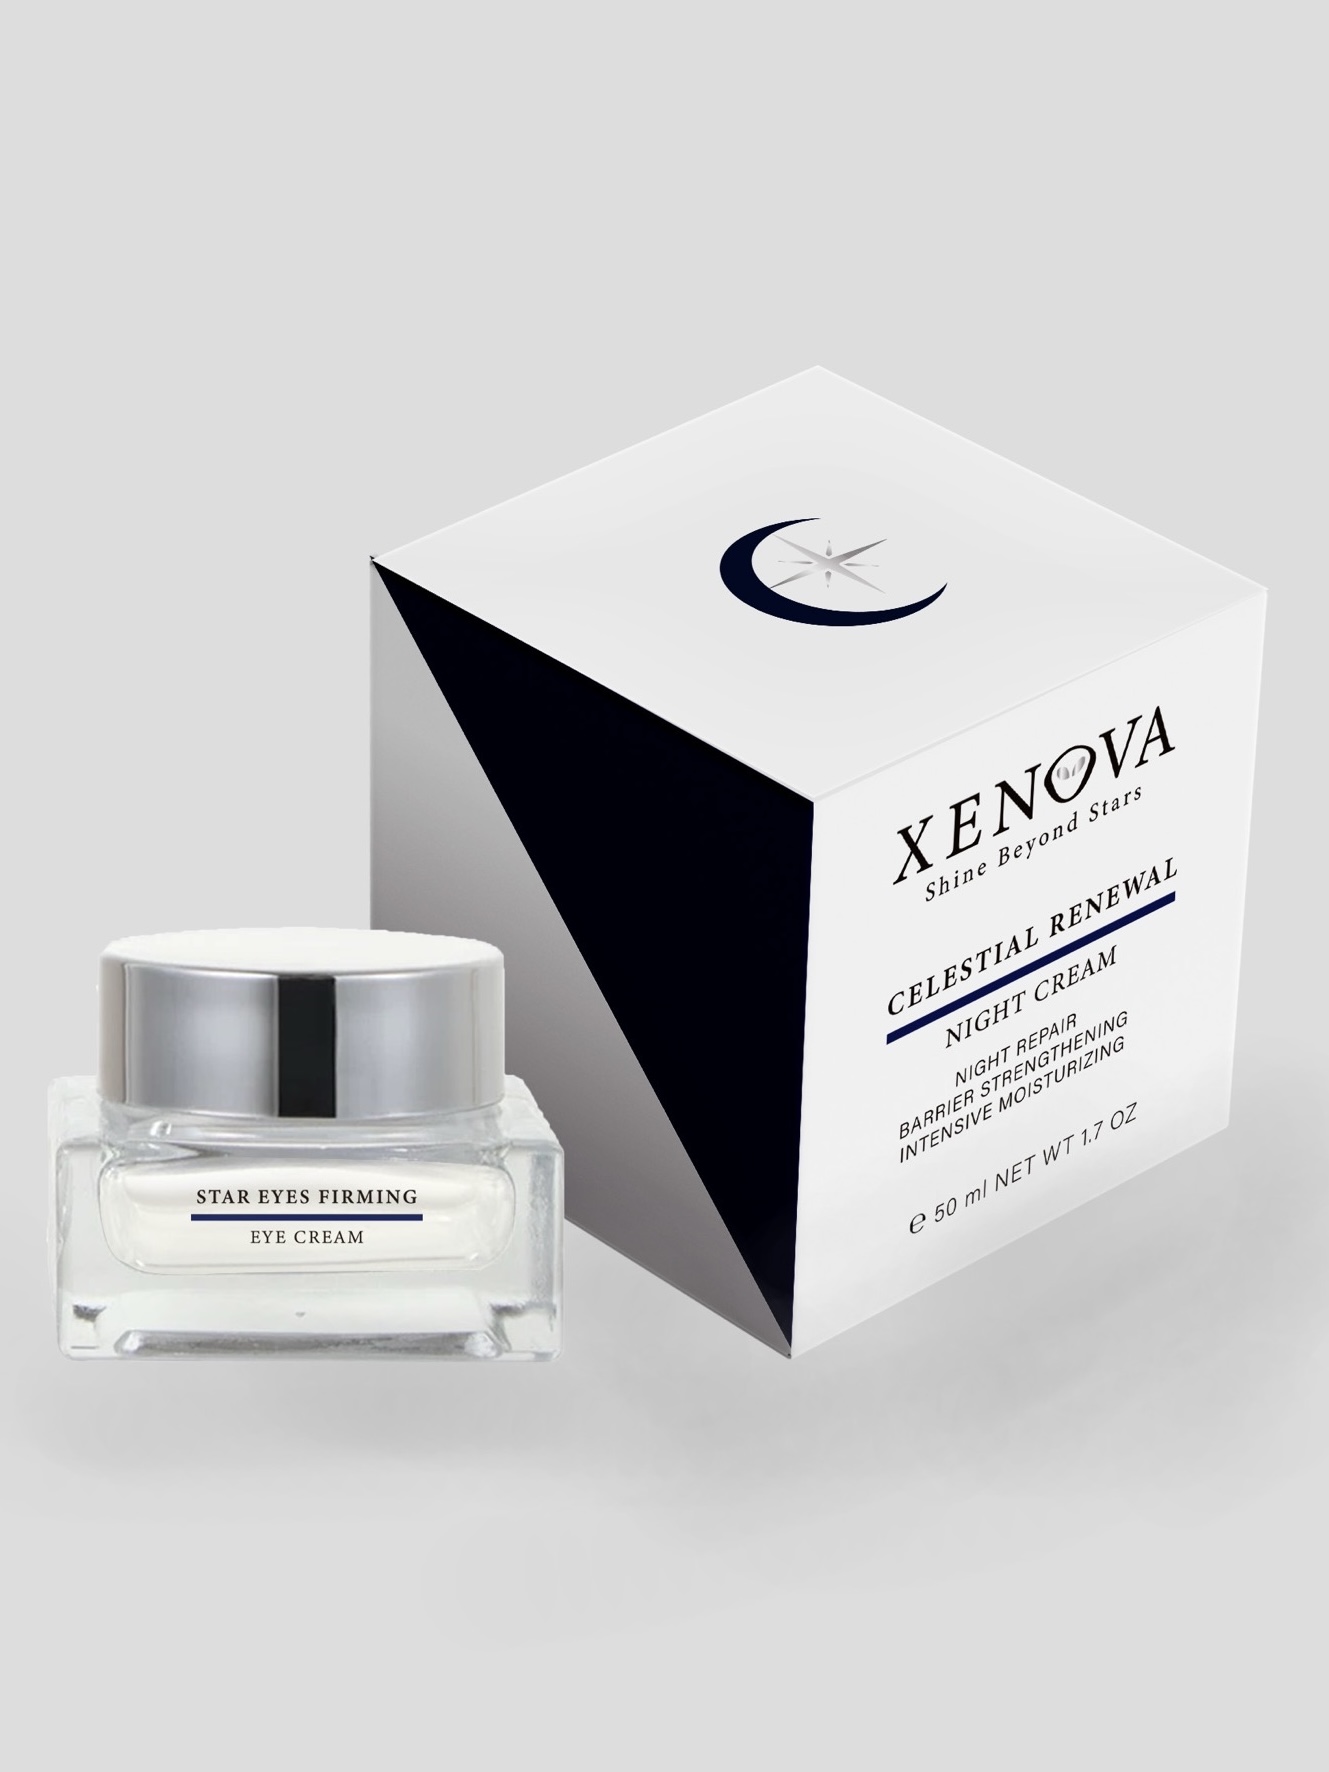 XENOVA
Shine Beyond Stars
CELESTIAL RENEWAL
NIGHT CREAM
NIGHT REPAIR
BARRIER STRENGTHENING
INTENSIVE MOISTURIZING
℮ 50 ml NET WT 1.7 OZ
STAR EYES FIRMING
EYE CREAM